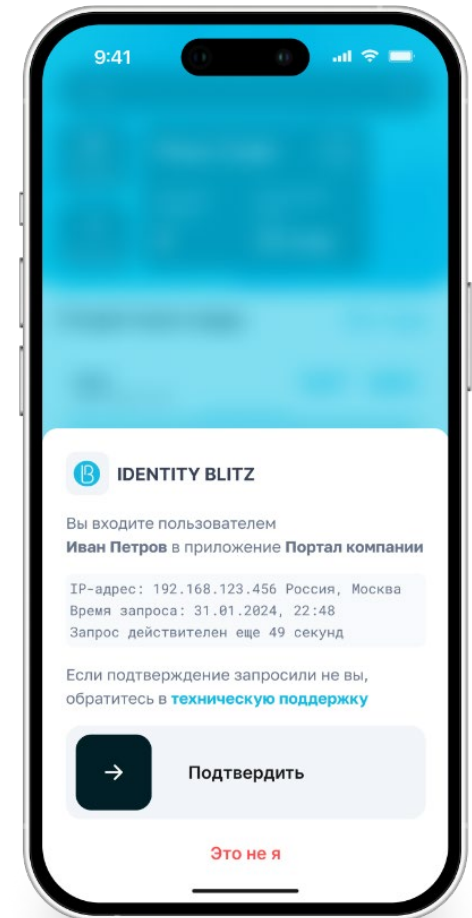 9:41
IDENTITY BLITZ
Вы входите пользователем
Иван Петров в приложение Портал компании
IP-адрес: 192.168.123.456 Россия, Москва
Время запроса: 31.01.2024, 22:48
Запрос действителен еще 49 секунд
Если подтверждение запросили не вы,
обратитесь в техническую поддержку
Подтвердить
Это не я